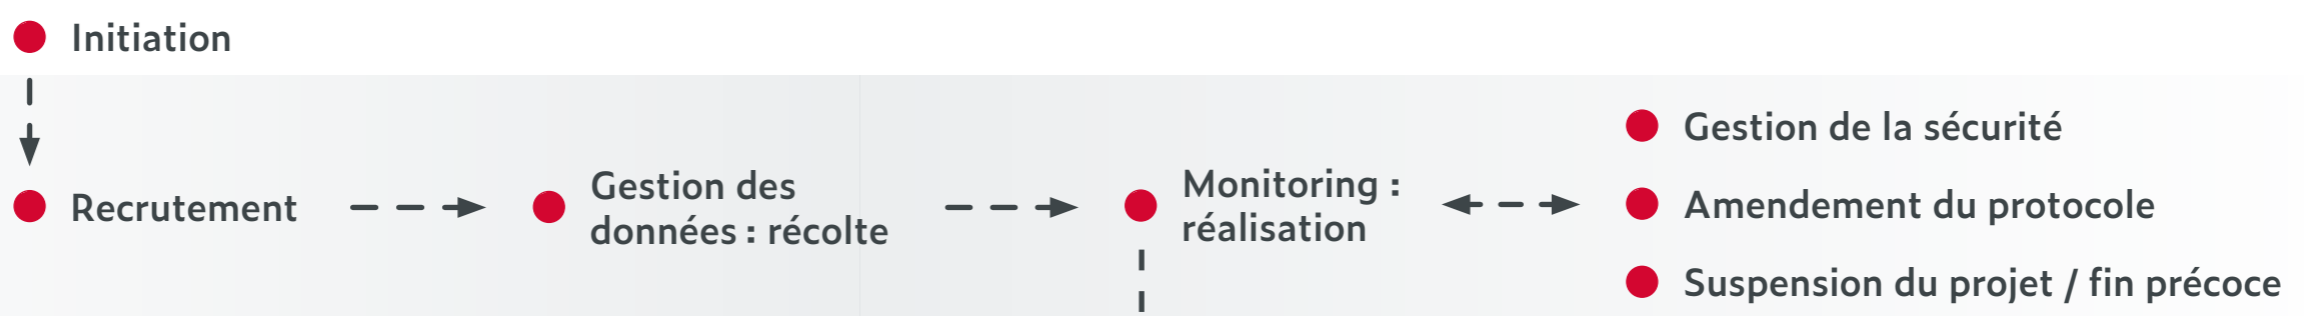 Initiation
Recrutement
Gestion des
données : récolte
Monitoring :
réalisation
Gestion de la sécurité
Amendement du protocole
Suspension du projet / fin précoce